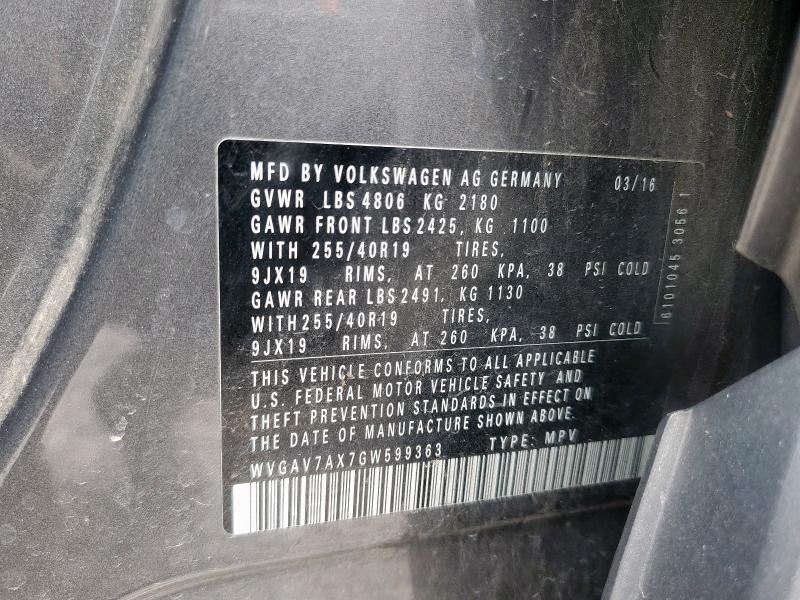 MFD BY VOLKSWAGEN AG GERMANY 03/16
GVWR LBS 4806 KG 2180
GAWR FRONT LBS 2425, KG 1100
WITH 255/40R19 TIRES,
9JX19 RIMS, AT 260 KPA, 38 PSI COLD
GAWR REAR LBS 2491, KG 1130
WITH 255/40R19 TIRES,
9JX19 RIMS, AT 260 KPA, 38 PSI COLD
THIS VEHICLE CONFORMS TO ALL APPLICABLE
U.S. FEDERAL MOTOR VEHICLE SAFETY AND
THEFT PREVENTION STANDARDS IN EFFECT ON
THE DATE OF MANUFACTURE SHOWN ABOVE.
WVGAV7AX7GW599363 TYPE: MPV
6101045 3056 1